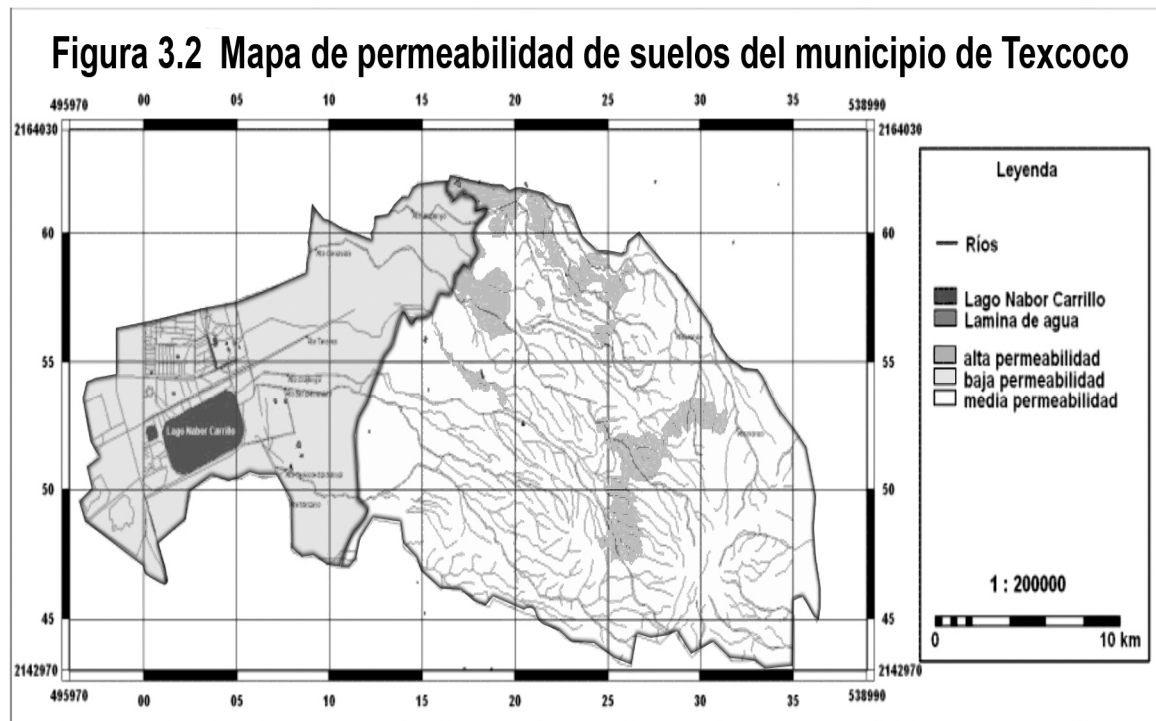 Figura 3.2 Mapa de permeabilidad de suelos del municipio de Texcoco
495970 00 05 10 15 20 25 30 35 538990
2164030 2164030
60 60
55 55
Lago Nabor Carrillo
50 50
45 45
2142970 2142970
495970 00 05 10 15 20 25 30 35 538990
Leyenda
Ríos
Lago Nabor Carrillo
Lamina de agua
alta permeabilidad
baja permeabilidad
média permeabilidad
1 : 200000
0 10 km